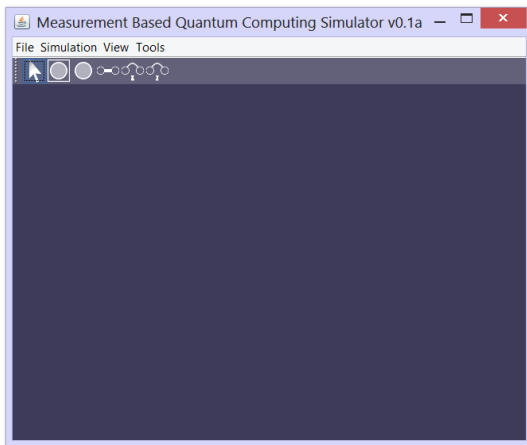 Measurement Based Quantum Computing Simulator v0.1a
File Simulation View Tools